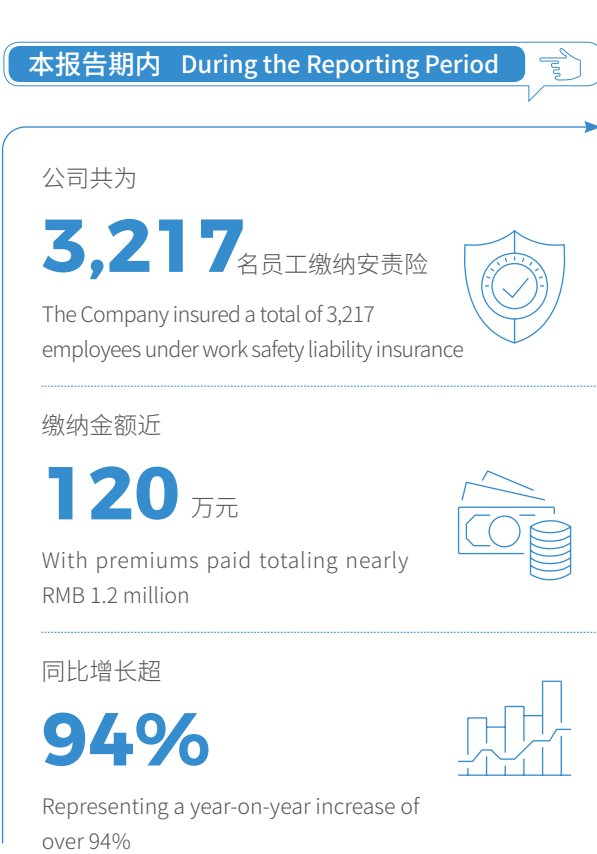 本报告期内 During the Reporting Period
公司共为
3,217名员工缴纳安责险
The Company insured a total of 3,217
employees under work safety liability insurance
缴纳金额近
120 万元
With premiums paid totaling nearly
RMB 1.2 million
同比增长超
94%
Representing a year-on-year increase of
over 94%